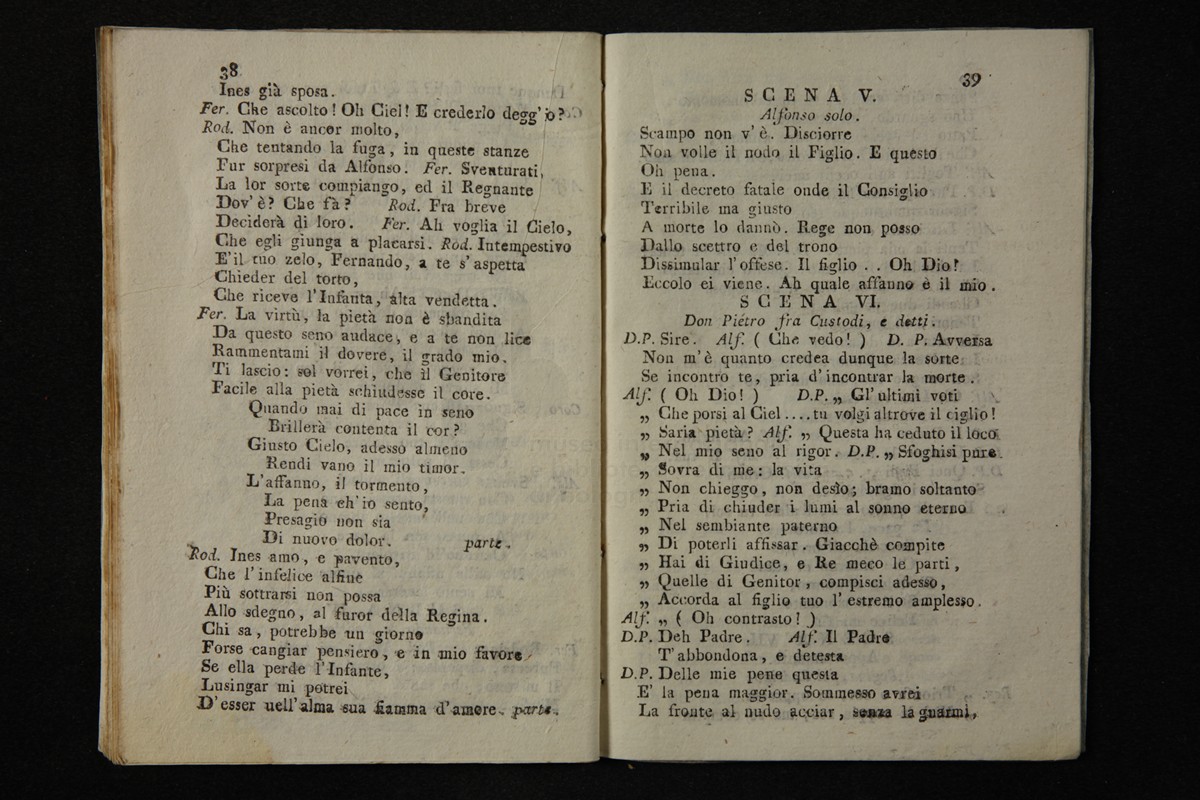 38
Ines già sposa.
Fer. Che ascolto! Oh Ciel! E crederlo degg'io?
Rod. Non è ancor molto,
Che tentando la fuga, in queste stanze
Fur sorpresi da Alfonso. Fer. Sventurati,
La lor sorte compiango, ed il Regnante
Dov'è? Che fà? Rod. Fra breve
Deciderà di loro. Fer. Ah voglia il Cielo,
Che egli giunga a placarsi. Rod. Intempestivo
E'il tuo zelo, Fernando, a te s'aspetta
Chieder del torto,
Che riceve l'Infanta, alta vendetta.
Fer. La virtù, la pietà non è sbandita
Da questo seno audace, e a te non lice
Rammentami il dovere, il grado mio.
Ti lascio: sol vorrei, che il Genitore
Facile alla pietà schiudesse il core.
Quando mai di pace in seno
Brillerà contenta il cor?
Giusto Cielo, adesso almeno
Rendi vano il mio timor.
L'affanno, il tormento,
La pena ch'io sento,
Presagio non sia
Di nuovo dolor. parte.
Rod. Ines amo, e pavento,
Che l'infelice alfine
Più sottrarsi non possa
Allo sdegno, al furor della Regina.
Chi sa, potrebbe un giorno
Forse cangiar pensiero, e in mio favore
Se ella perde l'Infante,
Lusingar mi potrei
D'esser nell'alma sua fiamma d'amore. parte.
39
SCENA V.
Alfonso solo.
Scampo non v'è. Disciorre
Non volle il nodo il Figlio. E questo
Oh pena.
E il decreto fatale onde il Consiglio
Terribile ma giusto
A morte lo dannò. Rege non posso
Dallo scettro e del trono
Dissimular l'offese. Il figlio . . Oh Dio!
Eccolo ei viene. Ah quale affanno è il mio.
SCENA VI.
Don Piétro fra Custodi, e detti.
D.P. Sire. Alf. ( Che vedo! ) D. P. Avversa
Non m'è quanto credea dunque la sorte
Se incontro te, pria d'incontrar la morte.
Alf. ( Oh Dio! ) D.P. „ Gl'ultimi voti
„ Che porsi al Ciel .... tu volgi altrove il ciglio!
„ Saria pietà? Alf. „ Questa ha ceduto il loco
„ Nel mio seno al rigor. D.P. „ Sfoghisi pure
„ Sovra di me: la vita
„ Non chieggo, non desìo; bramo soltanto
„ Pria di chiuder i lumi al sonno eterno
„ Nel sembiante paterno
„ Di poterli affissar. Giacchè compite
„ Hai di Giudice, e Re meco le parti,
„ Quelle di Genitor, compisci adesso,
„ Accorda al figlio tuo l'estremo amplesso.
Alf. „ ( Oh contrasto! )
D.P. Deh Padre. Alf. Il Padre
T'abbondona, e detesta
D.P. Delle mie pene questa
E' la pena maggior. Sommesso avrei
La fronte al nudo acciar, senza lagnarmi,